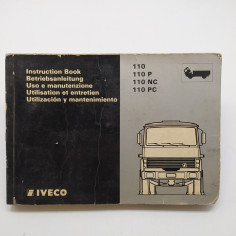 Instruction Book
Betriebsanleitung
Uso e manutenzione
Utilisation et entretien
Utilización y mantenimiento
110
110 P
110 NC
110 PC
IVECO